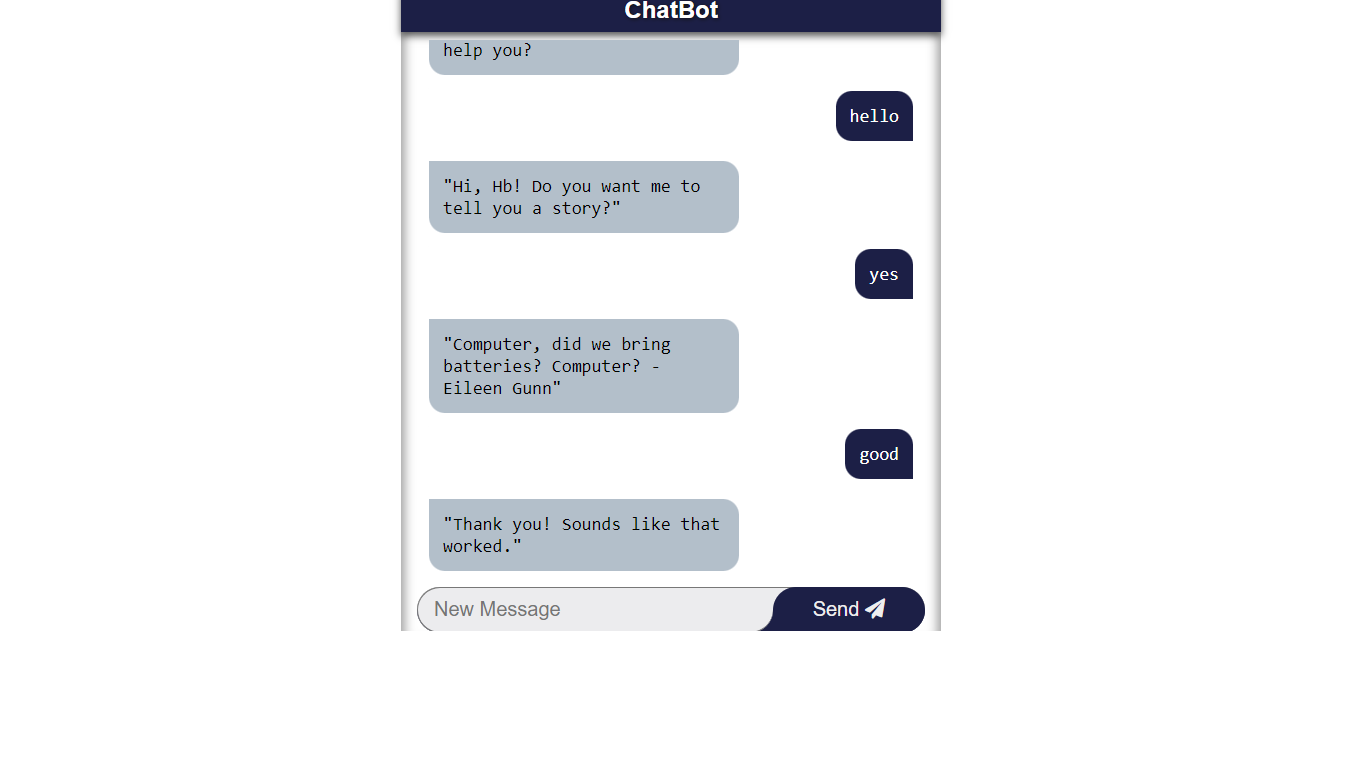 ChatBot
help you?
hello
"Hi, Hb! Do you want me to
tell you a story?"
yes
"Computer, did we bring
batteries? Computer? -
Eileen Gunn"
good
"Thank you! Sounds like that
worked."
New Message
Send